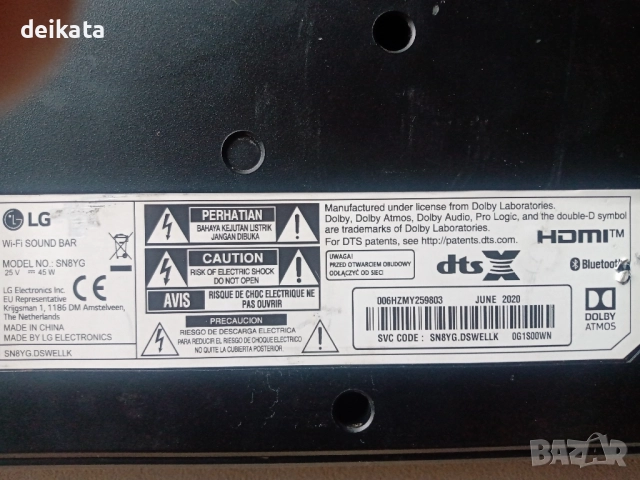 deikata
LG
Wi-Fi SOUND BAR
MODEL NO.: SN8YG
25 V ⎓ 45 W
LG Electronics Inc.
EU Representative
Krijgsman 1, 1186 DM Amstelveen,
The Netherlands
MADE IN CHINA
MADE BY LG ELECTRONICS
SN8YG.DSWELLK
PERHATIAN
BAHAYA KEJUTAN LISTRIK
JANGAN DIBUKA
CAUTION
RISK OF ELECTRIC SHOCK
DO NOT OPEN
AVIS
RISQUE DE CHOC ELECTRIQUE NE
PAS OUVRIR
PRECAUCION
RIESGO DE DESCARGA ELECTRICA
PARA REDUCIR EL RIESGO DE CHOQUE ELECTRICO
NO QUITE LA CUBIERTA POSTERIOR.
Manufactured under license from Dolby Laboratories.
Dolby, Dolby Atmos, Dolby Audio, Pro Logic, and the double-D symbol
are trademarks of Dolby Laboratories.
For DTS patents, see http://patents.dts.com.
HDMI™
UWAGA!
PRZED OTWARCIEM OBUDOWY
ODŁĄCZYĆ OD SIECI
dts X
Bluetooth
006HZMY259803 JUNE 2020
SVC CODE : SN8YG.DSWELLK 0G1S00WN
DOLBY
ATMOS
BAZAR
bg